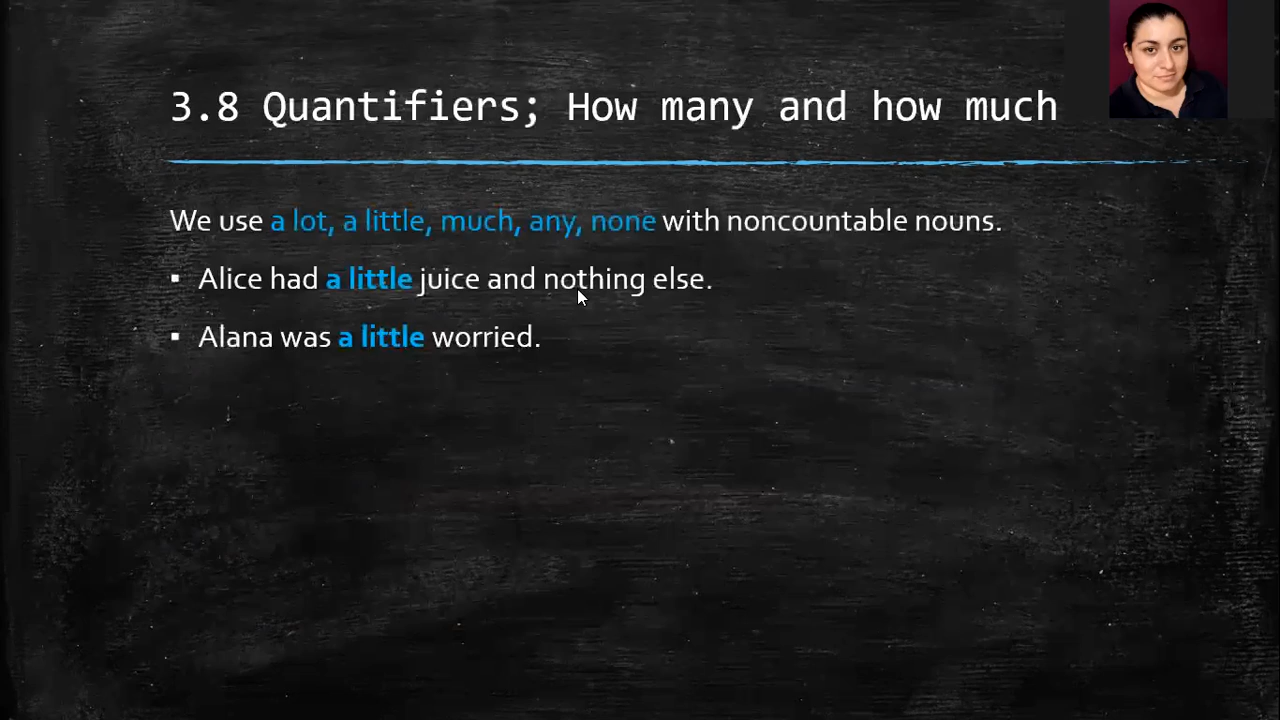 3.8 Quantifiers; How many and how much
We use a lot, a little, much, any, none with noncountable nouns.
▪ Alice had a little juice and nothing else.
▪ Alana was a little worried.